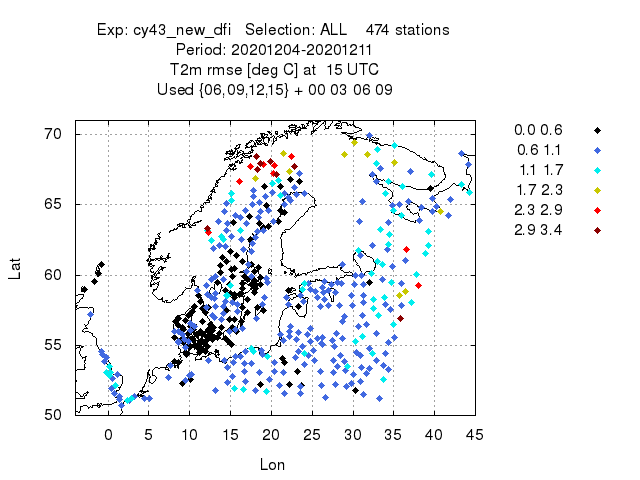 Exp: cy43_new_dfi   Selection: ALL    474 stations
Period: 20201204-20201211
T2m rmse [deg C] at  15 UTC
Used {06,09,12,15} + 00 03 06 09
70
65
60
55
50
Lat
0 5 10 15 20 25 30 35 40 45
Lon
0.0 0.6
0.6 1.1
1.1 1.7
1.7 2.3
2.3 2.9
2.9 3.4